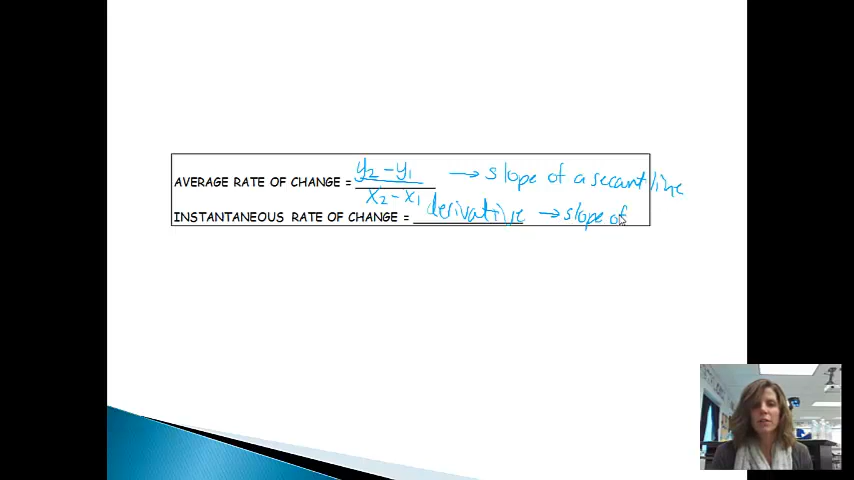 AVERAGE RATE OF CHANGE = y2 - y1 / x2 - x1 → slope of a secant line
INSTANTANEOUS RATE OF CHANGE = derivative → slope of